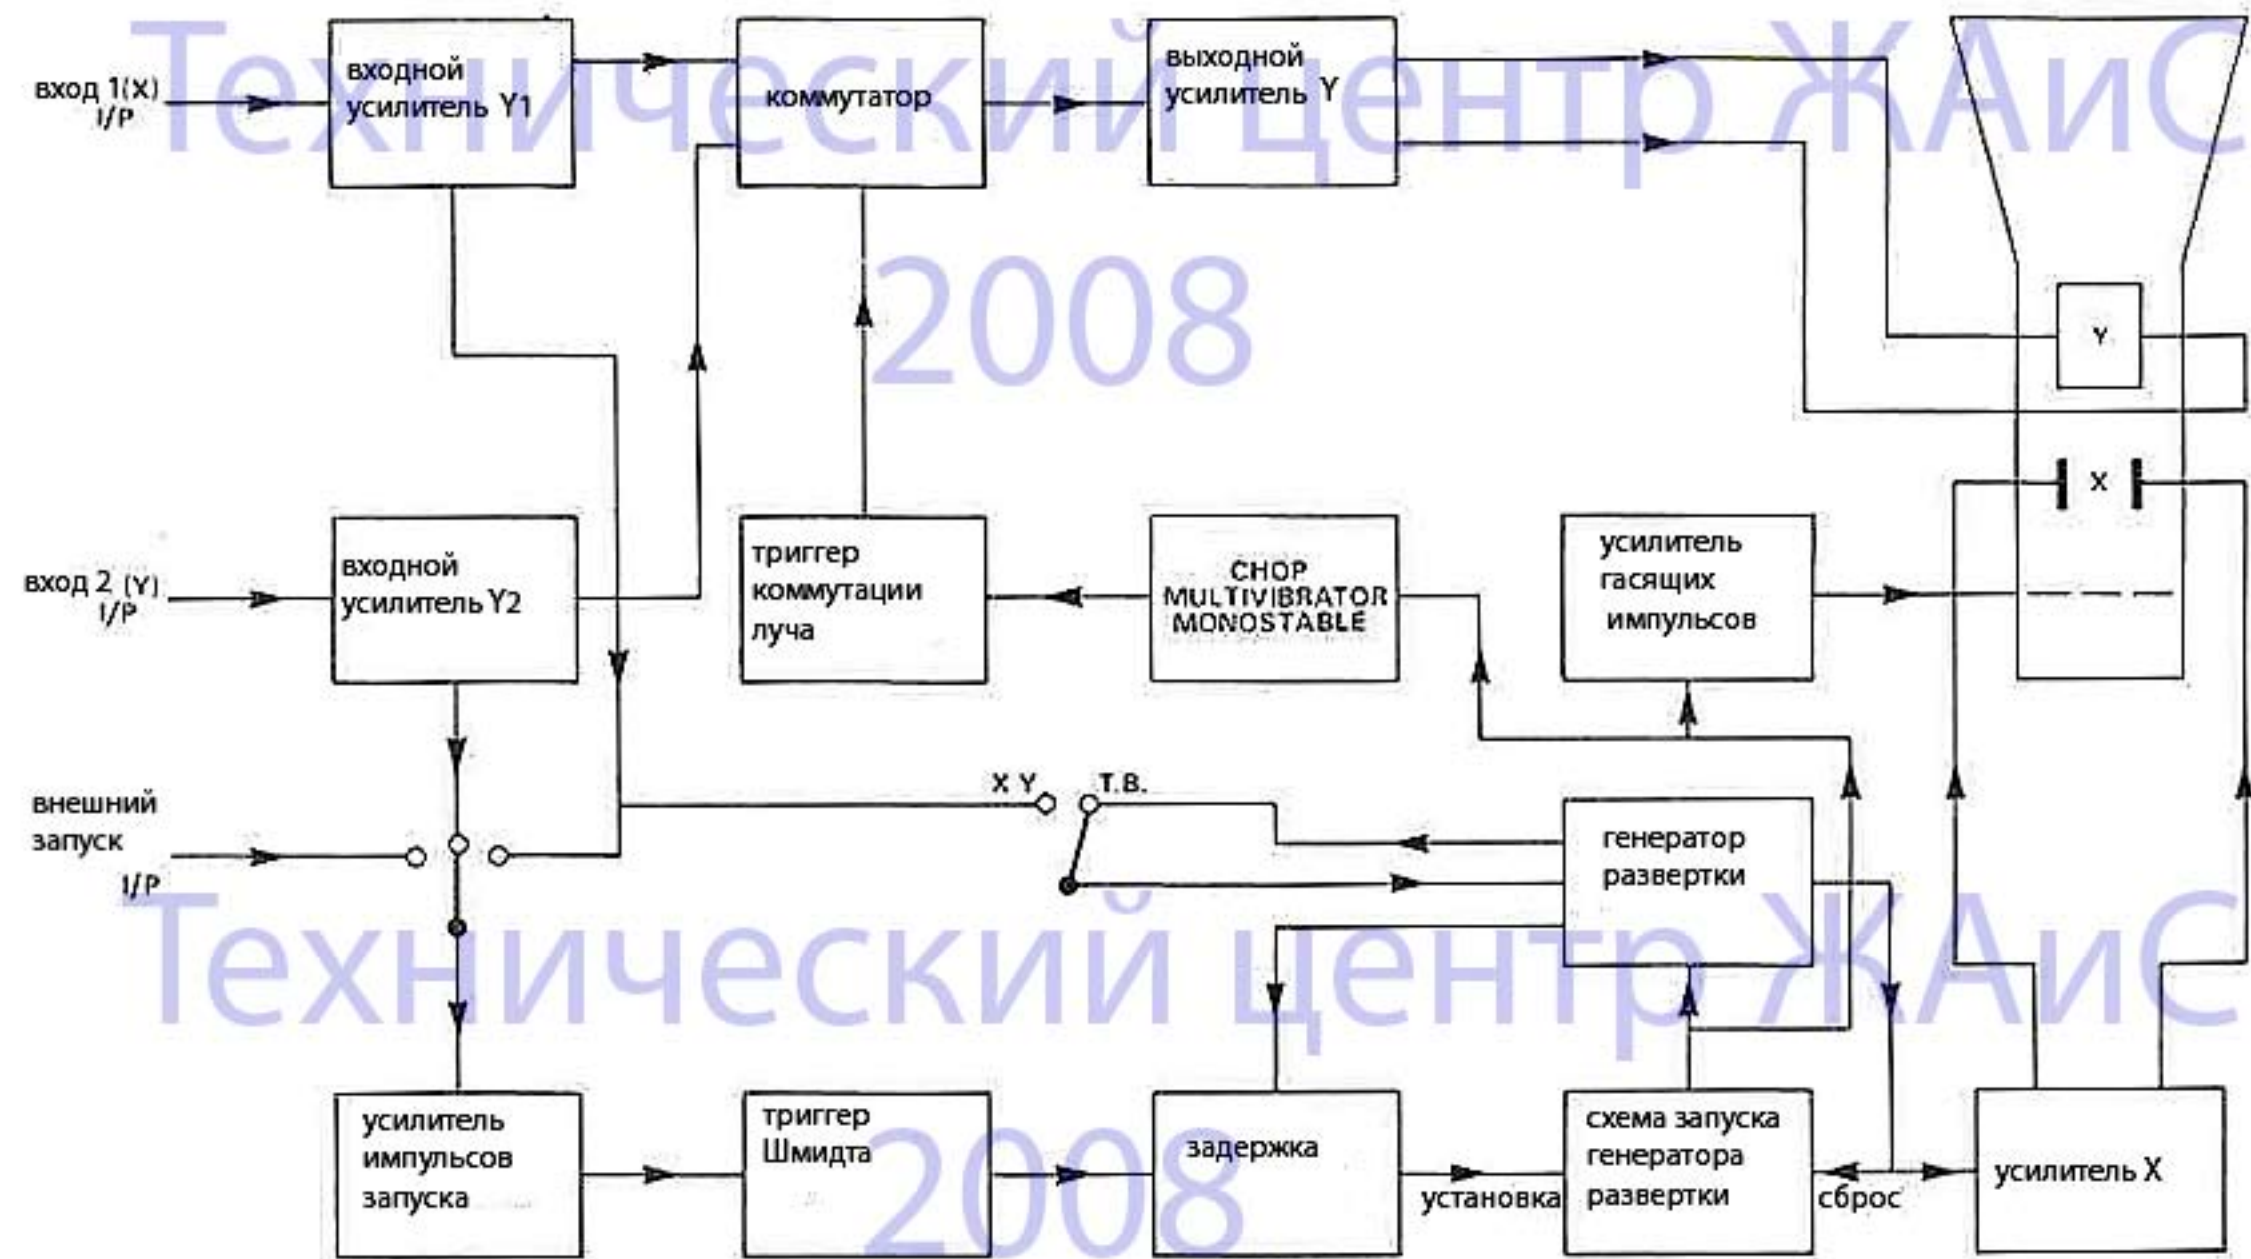 Технический центр ЖАиС
2008
Технический центр ЖАиС
2008
вход 1(X)
I/P
входной
усилитель Y1
коммутатор
выходной
усилитель Y
Y
X
вход 2 (Y)
I/P
входной
усилитель Y2
триггер
коммутации
луча
CHOP
MULTIVIBRATOR
MONOSTABLE
усилитель
гасящих
импульсов
внешний
запуск
I/P
X Y
T.B.
генератор
развертки
усилитель
импульсов
запуска
триггер
Шмидта
задержка
установка
схема запуска
генератора
развертки
сброс
усилитель X